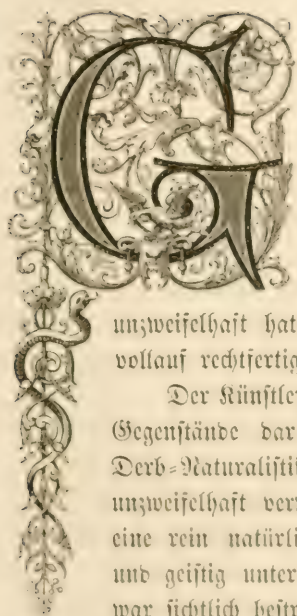 G
unzweifelhaft hat
vollauf rechtfertig
Der Künstler
Gegenstände dar
Derb-Naturalisti
unzweifelhaft ver
eine rein natürli
und geistig unter
war sichtlich bestr